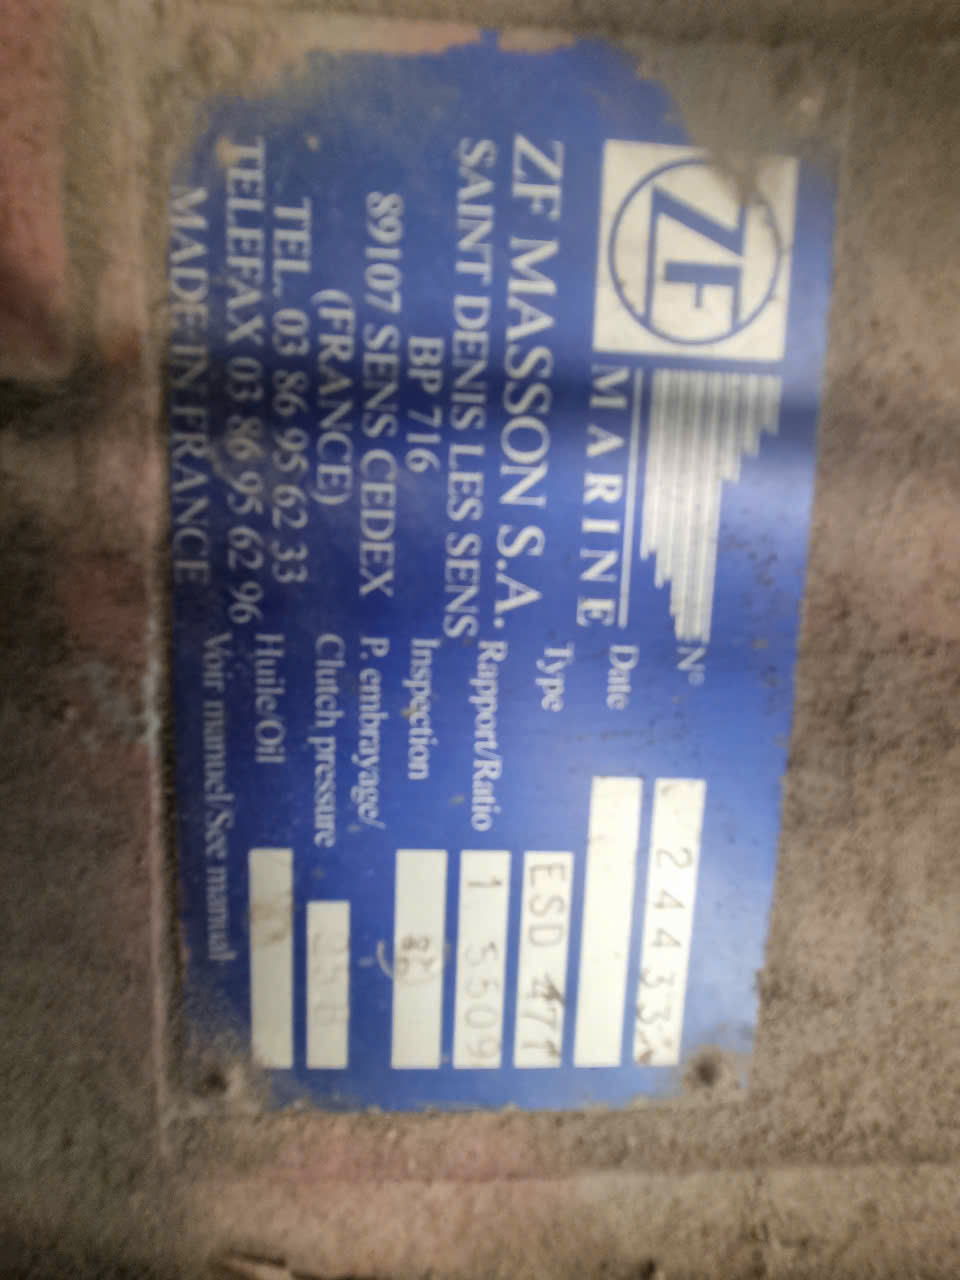 ZF
MARINE
ZF MASSON S.A.
SAINT DENIS LES SENS
BP 716
89107 SENS CEDEX
(FRANCE)
TEL. 03 86 95 62 33
TELEFAX 03 86 95 62 96
MADE IN FRANCE
N° 24433
Date
Type ESD 471
Rapport/Ratio 1 5509
Inspection
P. embrayage/
Clutch pressure
Huile/Oil
Voir manuel/See manual